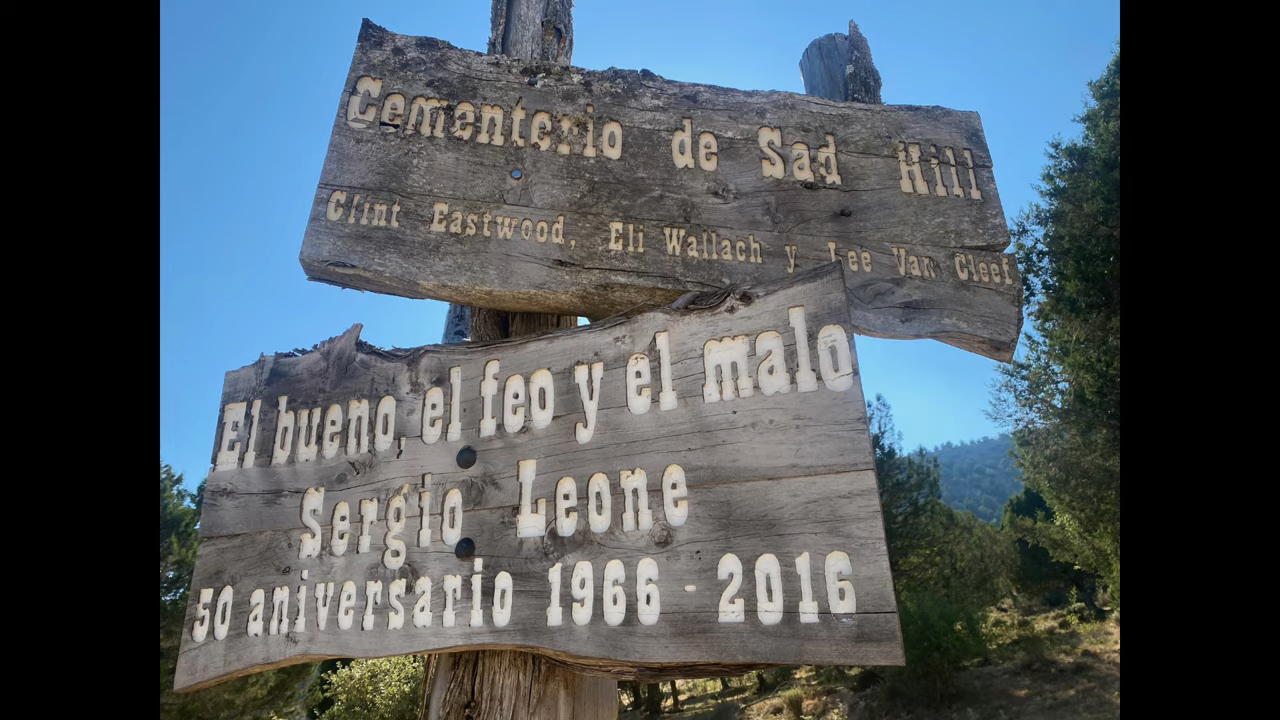 Cementerio de Sad Hill
Clint Eastwood, Eli Wallach y Lee Van Cleef
El bueno, el feo y el malo
Sergio Leone
50 aniversario 1966 - 2016